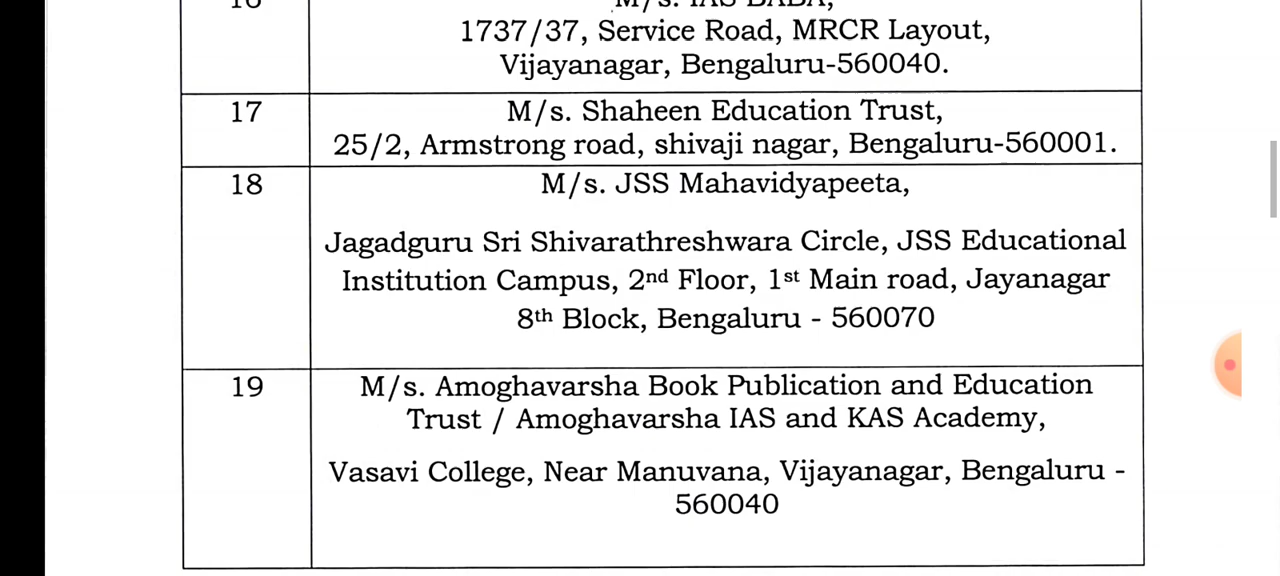 16
M/s. IAS BABA,
1737/37, Service Road, MRCR Layout,
Vijayanagar, Bengaluru-560040.
17
M/s. Shaheen Education Trust,
25/2, Armstrong road, shivaji nagar, Bengaluru-560001.
18
M/s. JSS Mahavidyapeeta,
Jagadguru Sri Shivarathreshwara Circle, JSS Educational
Institution Campus, 2nd Floor, 1st Main road, Jayanagar
8th Block, Bengaluru - 560070
19
M/s. Amoghavarsha Book Publication and Education
Trust / Amoghavarsha IAS and KAS Academy,
Vasavi College, Near Manuvana, Vijayanagar, Bengaluru -
560040